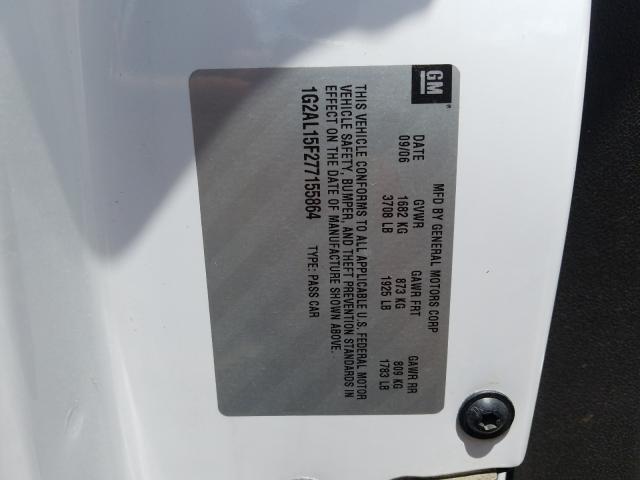 GM
MFD BY GENERAL MOTORS CORP
DATE GVWR GAWR FRT GAWR RR
09/06 1682 KG 873 KG 809 KG
3708 LB 1925 LB 1783 LB
THIS VEHICLE CONFORMS TO ALL APPLICABLE U.S. FEDERAL MOTOR
VEHICLE SAFETY, BUMPER, AND THEFT PREVENTION STANDARDS IN
EFFECT ON THE DATE OF MANUFACTURE SHOWN ABOVE.
1G2AL15F277155864 TYPE: PASS CAR